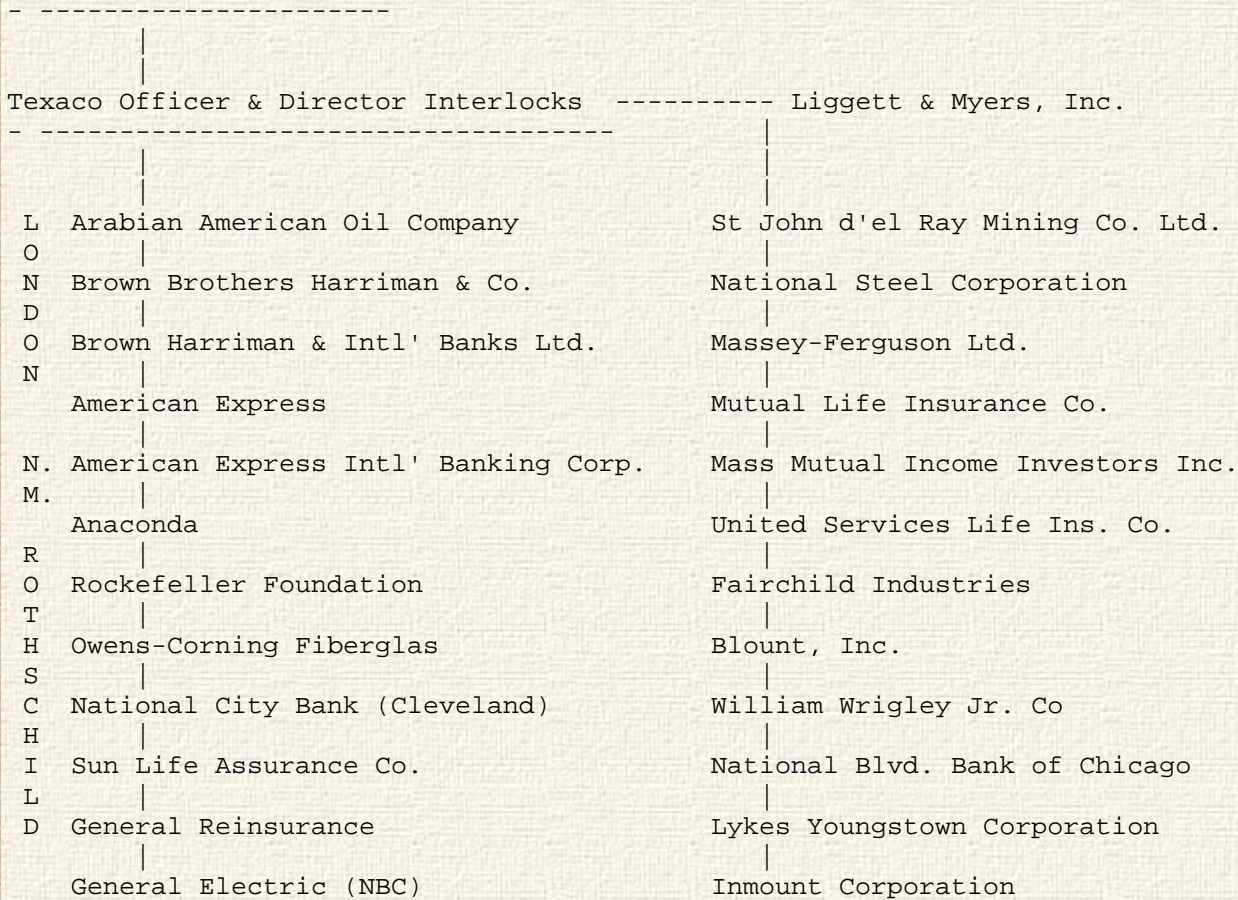 - ----------------------
|
|
Texaco Officer & Director Interlocks ---------- Liggett & Myers, Inc.
- ------------------------------------ |
| |
| |
L Arabian American Oil Company St John d'el Ray Mining Co. Ltd.
O | |
N Brown Brothers Harriman & Co. National Steel Corporation
D | |
O Brown Harriman & Intl' Banks Ltd. Massey-Ferguson Ltd.
N | |
American Express Mutual Life Insurance Co.
| |
N. American Express Intl' Banking Corp. Mass Mutual Income Investors Inc.
M. | |
Anaconda United Services Life Ins. Co.
R | |
O Rockefeller Foundation Fairchild Industries
T | |
H Owens-Corning Fiberglas Blount, Inc.
S | |
C National City Bank (Cleveland) William Wrigley Jr. Co
H | |
I Sun Life Assurance Co. National Blvd. Bank of Chicago
L | |
D General Reinsurance Lykes Youngstown Corporation
| |
General Electric (NBC) Inmount Corporation